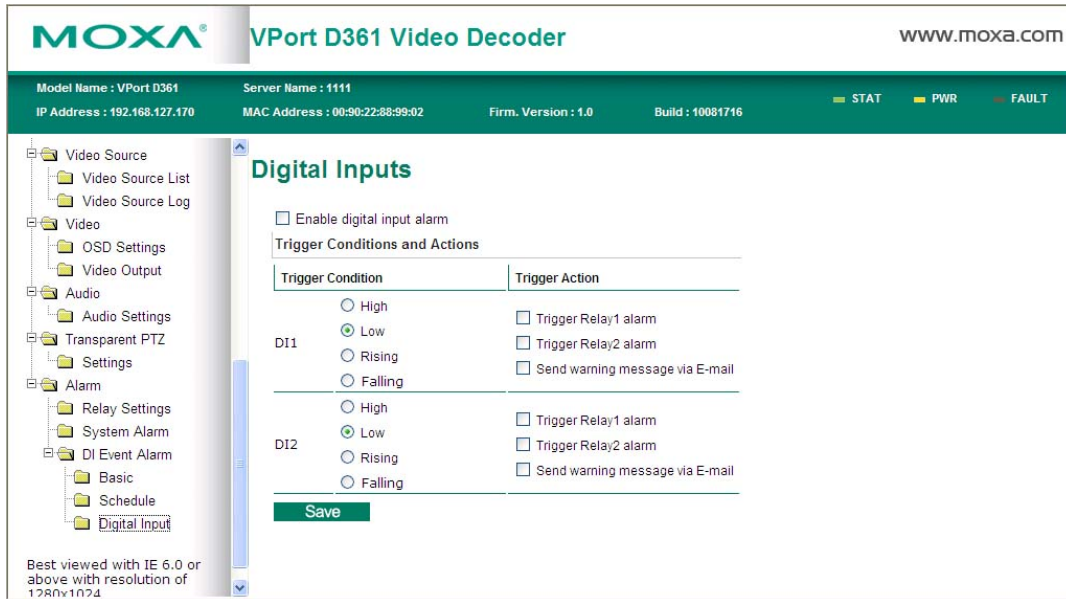 MOXA®
VPort D361 Video Decoder
www.moxa.com
Model Name : VPort D361
Server Name : 1111
IP Address : 192.168.127.170
MAC Address : 00:90:22:88:99:02
Firm. Version : 1.0
Build : 10081716
STAT
PWR
FAULT
Video Source
Video Source List
Video Source Log
Video
OSD Settings
Video Output
Audio
Audio Settings
Transparent PTZ
Settings
Alarm
Relay Settings
System Alarm
DI Event Alarm
Basic
Schedule
Digital Input
Best viewed with IE 6.0 or
above with resolution of
1280x1024
Digital Inputs
Enable digital input alarm
Trigger Conditions and Actions
Trigger Condition
Trigger Action
DI1
High
Low
Rising
Falling
Trigger Relay1 alarm
Trigger Relay2 alarm
Send warning message via E-mail
DI2
High
Low
Rising
Falling
Trigger Relay1 alarm
Trigger Relay2 alarm
Send warning message via E-mail
Save